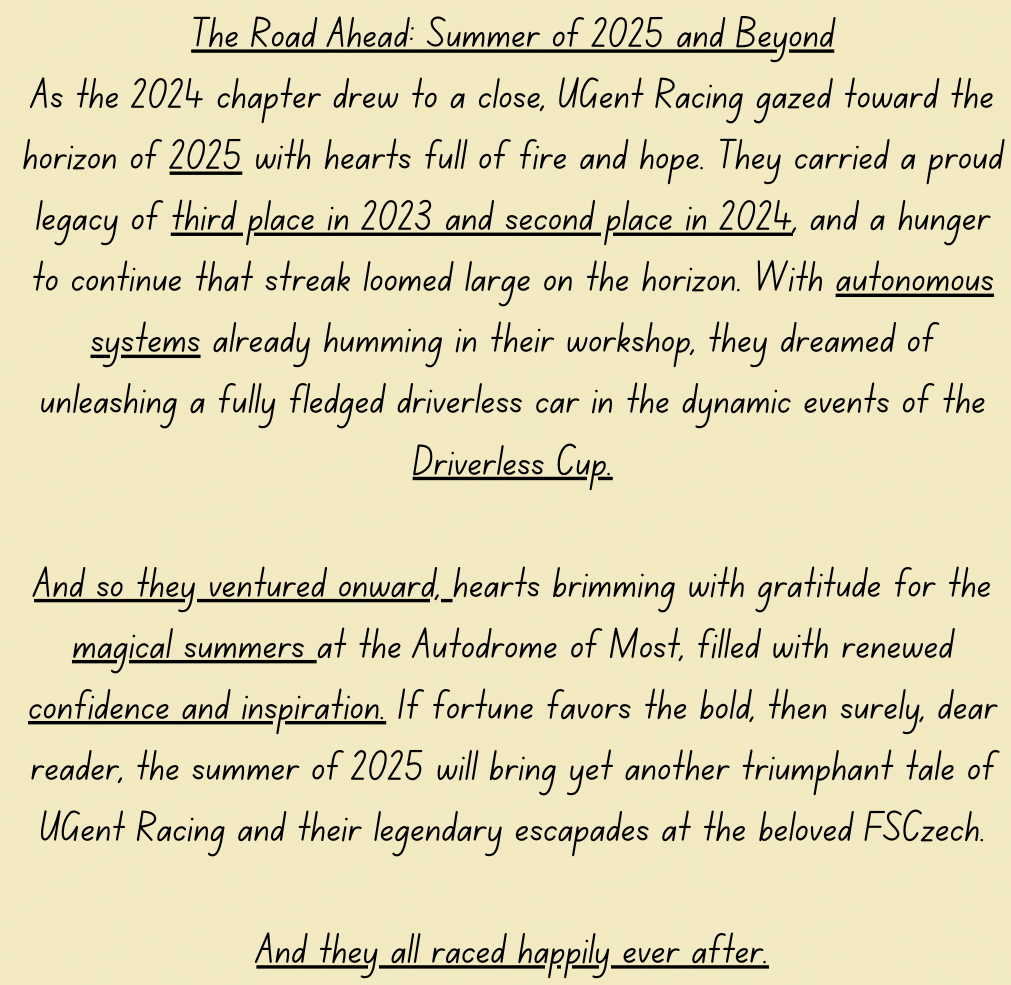 The Road Ahead: Summer of 2025 and Beyond
As the 2024 chapter drew to a close, UGent Racing gazed toward the
horizon of 2025 with hearts full of fire and hope. They carried a proud
legacy of third place in 2023 and second place in 2024, and a hunger
to continue that streak loomed large on the horizon. With autonomous
systems already humming in their workshop, they dreamed of
unleashing a fully fledged driverless car in the dynamic events of the
Driverless Cup.
And so they ventured onward, hearts brimming with gratitude for the
magical summers at the Autodrome of Most, filled with renewed
confidence and inspiration. If fortune favors the bold, then surely, dear
reader, the summer of 2025 will bring yet another triumphant tale of
UGent Racing and their legendary escapades at the beloved FSCzech.
And they all raced happily ever after.